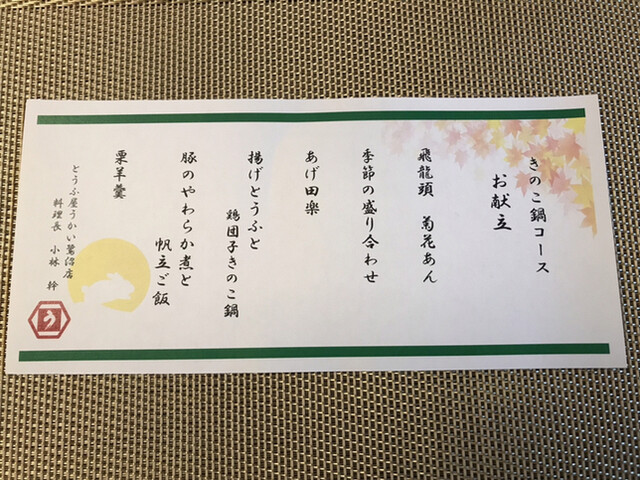 きのこ鍋コース
お献立
飛龍頭 菊花あん
季節の盛り合わせ
あげ田楽
揚げとうふと
鶏団子きのこ鍋
豚のやわらか煮と
帆立ご飯
栗羊羹
とうふ屋うかい鷺沼店
料理長 小林 幹
う